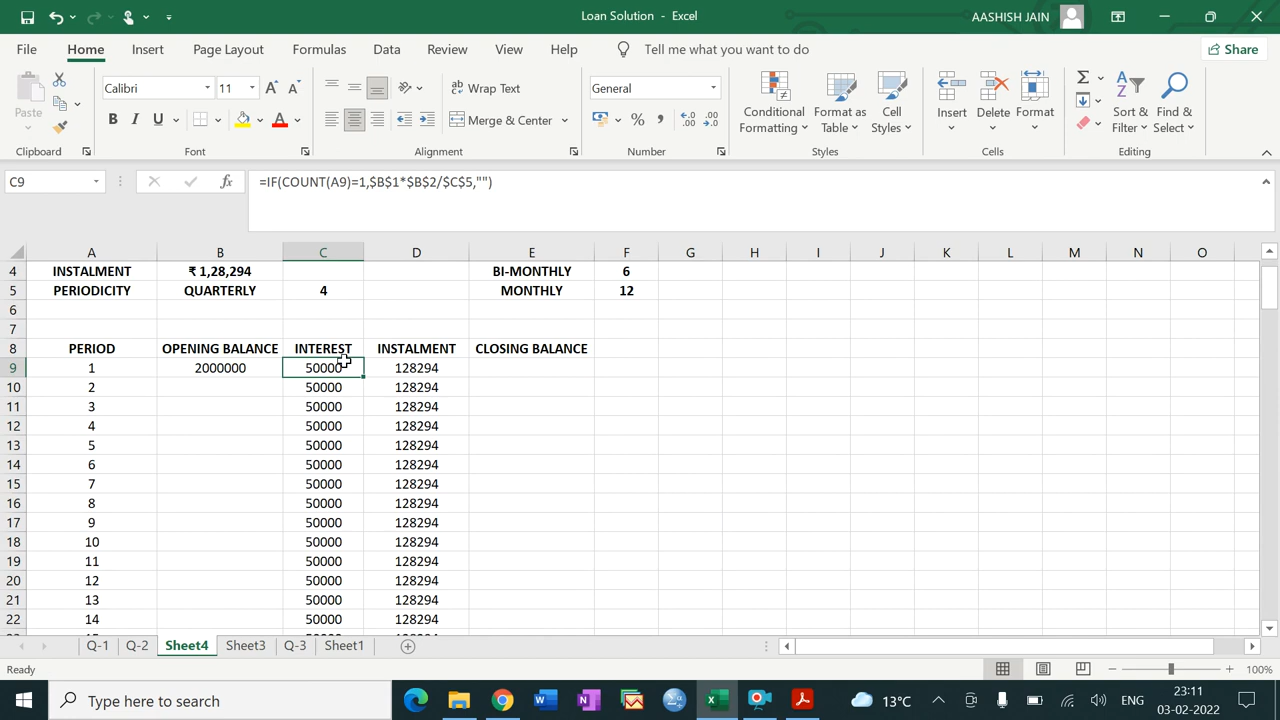 Loan Solution - Excel
AASHISH JAIN
File Home Insert Page Layout Formulas Data Review View Help Tell me what you want to do Share
Paste
Clipboard
Calibri 11
B I U
Font
Wrap Text
Merge & Center
Alignment
General
Number
Conditional Formatting
Format as Table
Cell Styles
Styles
Insert Delete Format
Cells
Sort & Filter
Find & Select
Editing
C9 fx =IF(COUNT(A9)=1,$B$1*$B$2/$C$5,"")
A B C D E F G H I J K L M N O
4 INSTALMENT ₹ 1,28,294 BI-MONTHLY 6
5 PERIODICITY QUARTERLY 4 MONTHLY 12
6
7
8 PERIOD OPENING BALANCE INTEREST INSTALMENT CLOSING BALANCE
9 1 2000000 50000 128294
10 2 50000 128294
11 3 50000 128294
12 4 50000 128294
13 5 50000 128294
14 6 50000 128294
15 7 50000 128294
16 8 50000 128294
17 9 50000 128294
18 10 50000 128294
19 11 50000 128294
20 12 50000 128294
21 13 50000 128294
22 14 50000 128294
Q-1 Q-2 Sheet4 Sheet3 Q-3 Sheet1
Ready 100%
Type here to search
13°C
ENG
23:11
03-02-2022